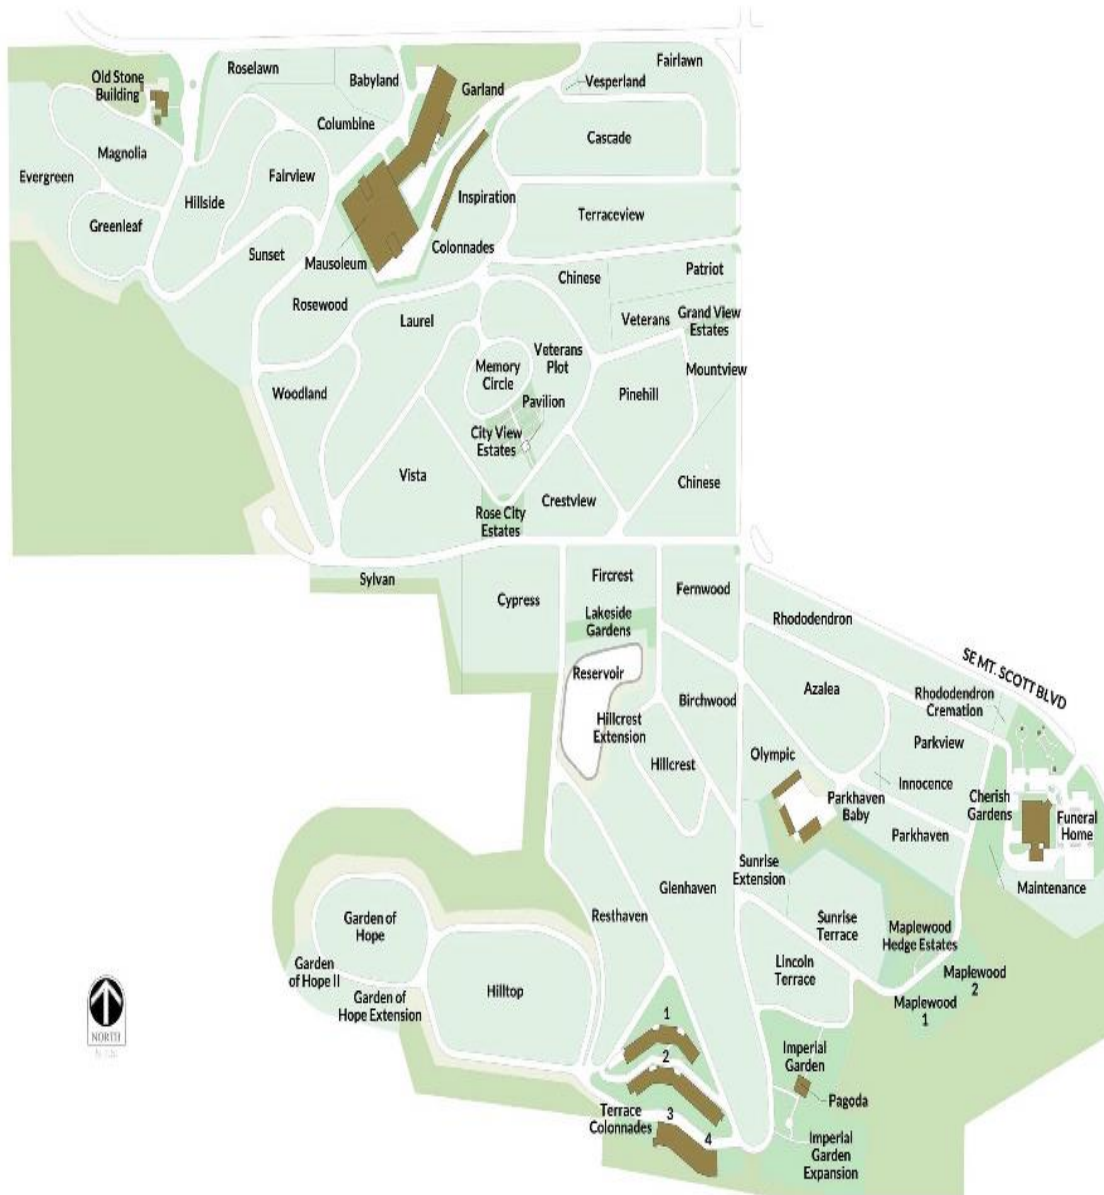 Fairlawn
Roselawn
Old Stone
Building
Babyland
Garland
Vesperland
Columbine
Cascade
Magnolia
Evergreen
Fairview
Hillside
Inspiration
Terraceview
Greenleaf
Sunset
Mausoleum
Colonnades
Chinese
Patriot
Rosewood
Laurel
Veterans
Grand View
Estates
Veterans
Plot
Memory
Circle
Mountview
Woodland
Pinehill
Pavilion
City View
Estates
Vista
Chinese
Crestview
Rose City
Estates
Sylvan
Fircrest
Fernwood
Cypress
Lakeside
Gardens
Rhododendron
SE MT. SCOTT BLVD
Reservoir
Birchwood
Azalea
Rhododendron
Cremation
Hillcrest
Extension
Parkview
Olympic
Hillcrest
Innocence
Parkhaven
Baby
Cherish
Gardens
Funeral
Home
Parkhaven
Sunrise
Extension
Glenhaven
Maintenance
Resthaven
Garden of
Hope
Sunrise
Terrace
Maplewood
Hedge Estates
Garden
of Hope II
Lincoln
Terrace
Maplewood
2
Hilltop
Garden of
Hope Extension
Maplewood
1
1
NORTH
Imperial
Garden
2
Pagoda
Terrace
Colonnades
3
4
Imperial
Garden
Expansion